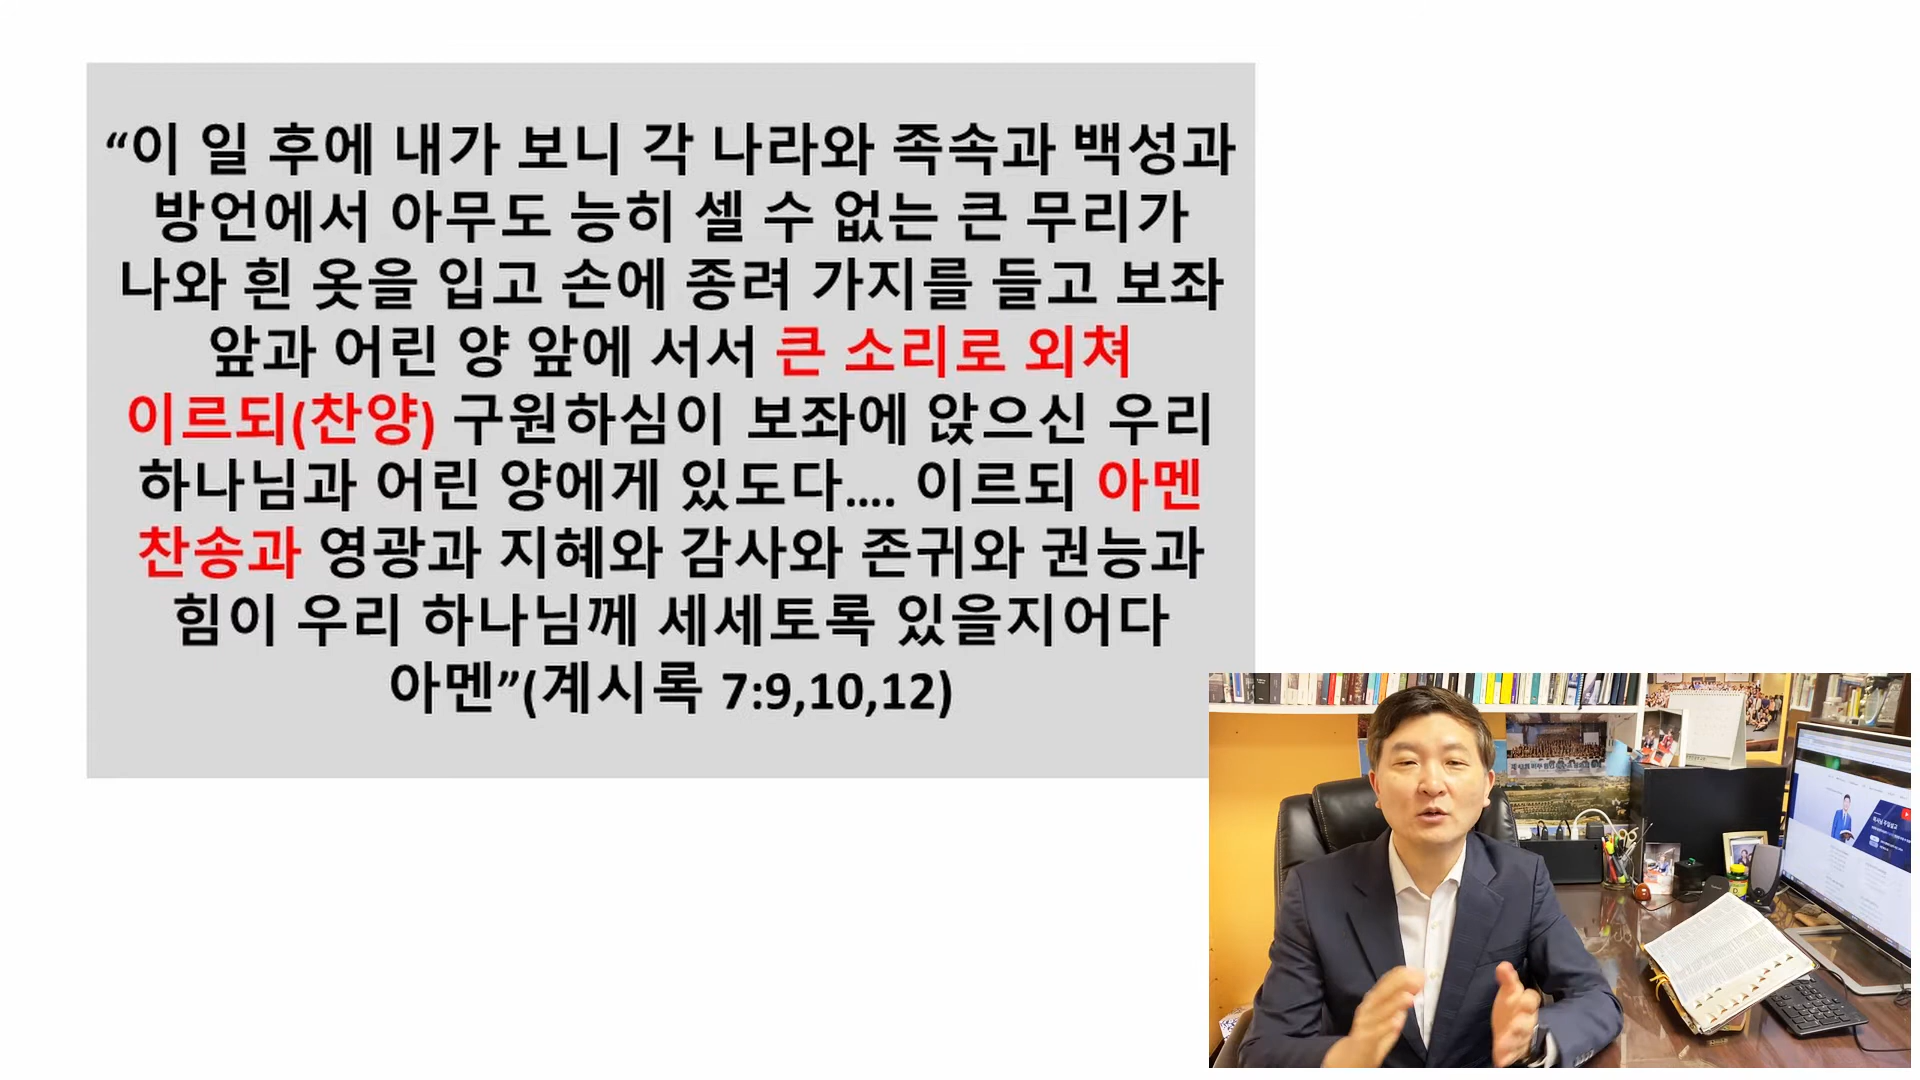 “이 일 후에 내가 보니 각 나라와 족속과 백성과
방언에서 아무도 능히 셀 수 없는 큰 무리가
나와 흰 옷을 입고 손에 종려 가지를 들고 보좌
앞과 어린 양 앞에 서서 큰 소리로 외쳐
이르되(찬양) 구원하심이 보좌에 앉으신 우리
하나님과 어린 양에게 있도다.... 이르되 아멘
찬송과 영광과 지혜와 감사와 존귀와 권능과
힘이 우리 하나님께 세세토록 있을지어다
아멘”(계시록 7:9,10,12)